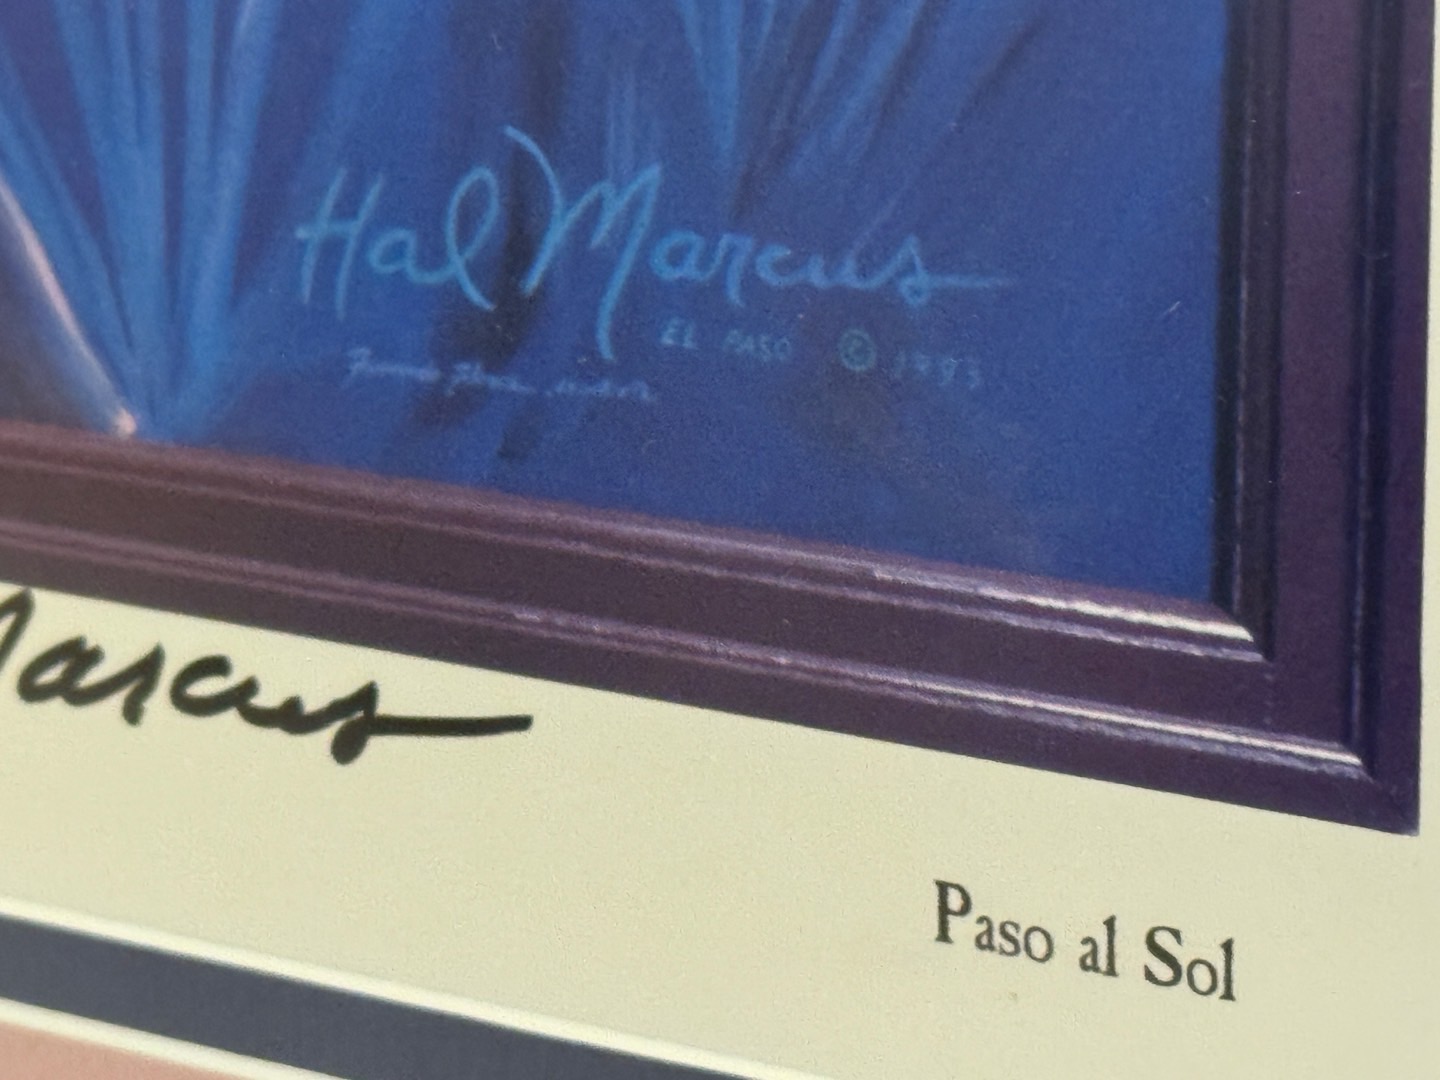 Hal Marcus
EL PASO © 1993
Marcus
Paso al Sol